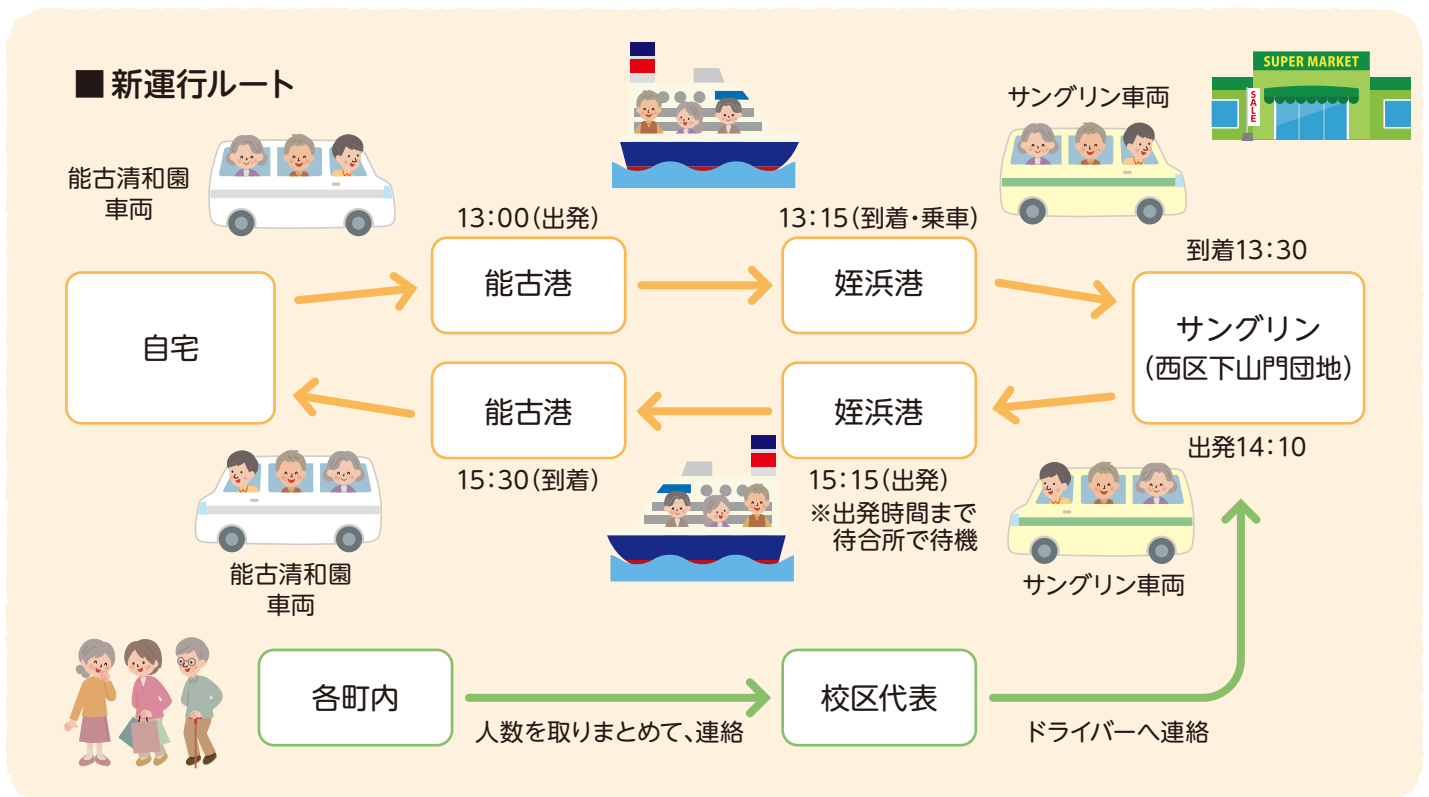 ■ 新運行ルート
SUPER MARKET
SALE
サングリン車両
能古清和園
車両
13:00(出発)
13:15(到着・乗車)
到着13:30
自宅
能古港
姪浜港
サングリン
(西区下山門団地)
能古港
姪浜港
出発14:10
15:30(到着)
15:15(出発)
※出発時間まで
待合所で待機
能古清和園
車両
サングリン車両
各町内
校区代表
人数を取りまとめて、連絡
ドライバーへ連絡